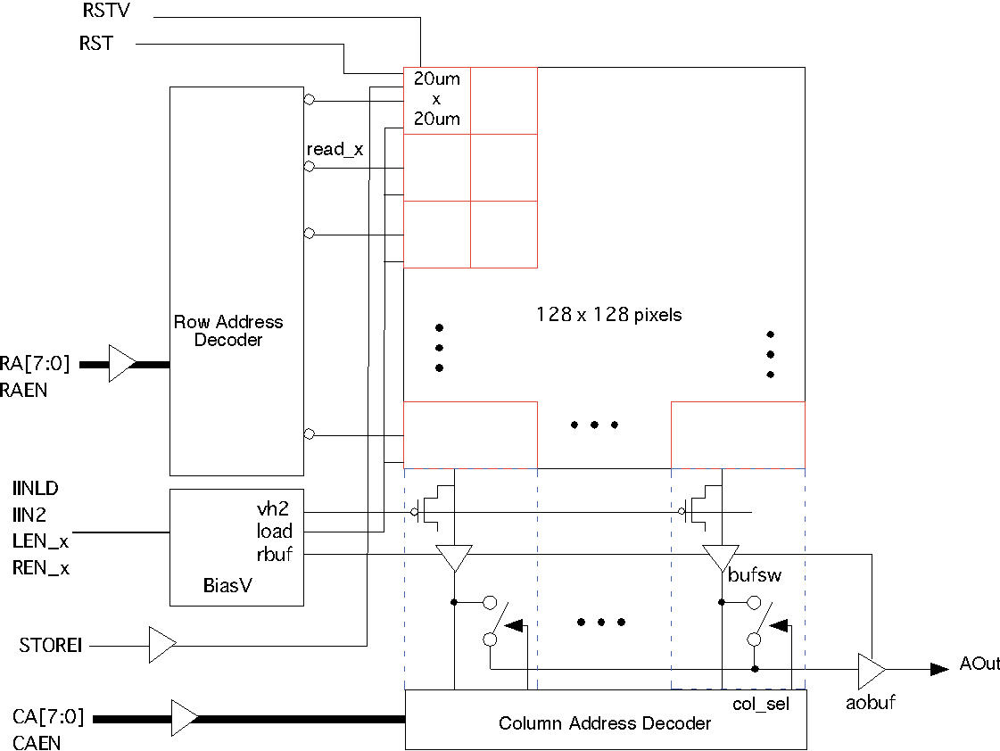 RSTV
RST
20um
x
20um
read_x
128 x 128 pixels
Row Address
Decoder
RA[7:0]
RAEN
IINLD
IIN2
LEN_x
REN_x
vh2
load
rbuf
BiasV
bufsw
STOREI
AOut
col_sel
aobuf
CA[7:0]
CAEN
Column Address Decoder